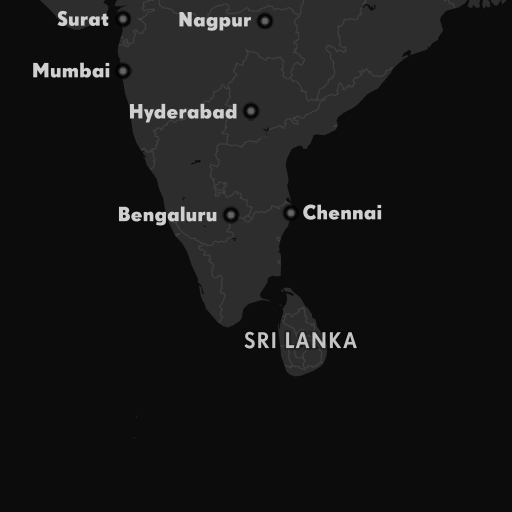 Surat
Nagpur
Mumbai
Hyderabad
Bengaluru
Chennai
SRI LANKA